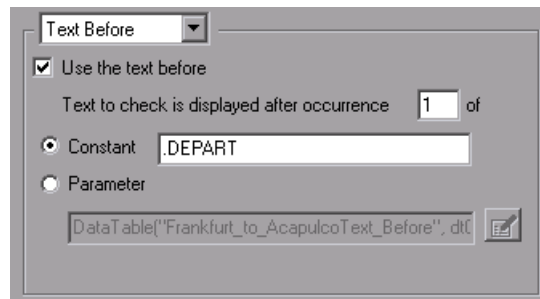 Text Before
Use the text before
Text to check is displayed after occurrence 1 of
Constant .DEPART
Parameter
DataTable("Frankfurt_to_AcapulcoText_Before",